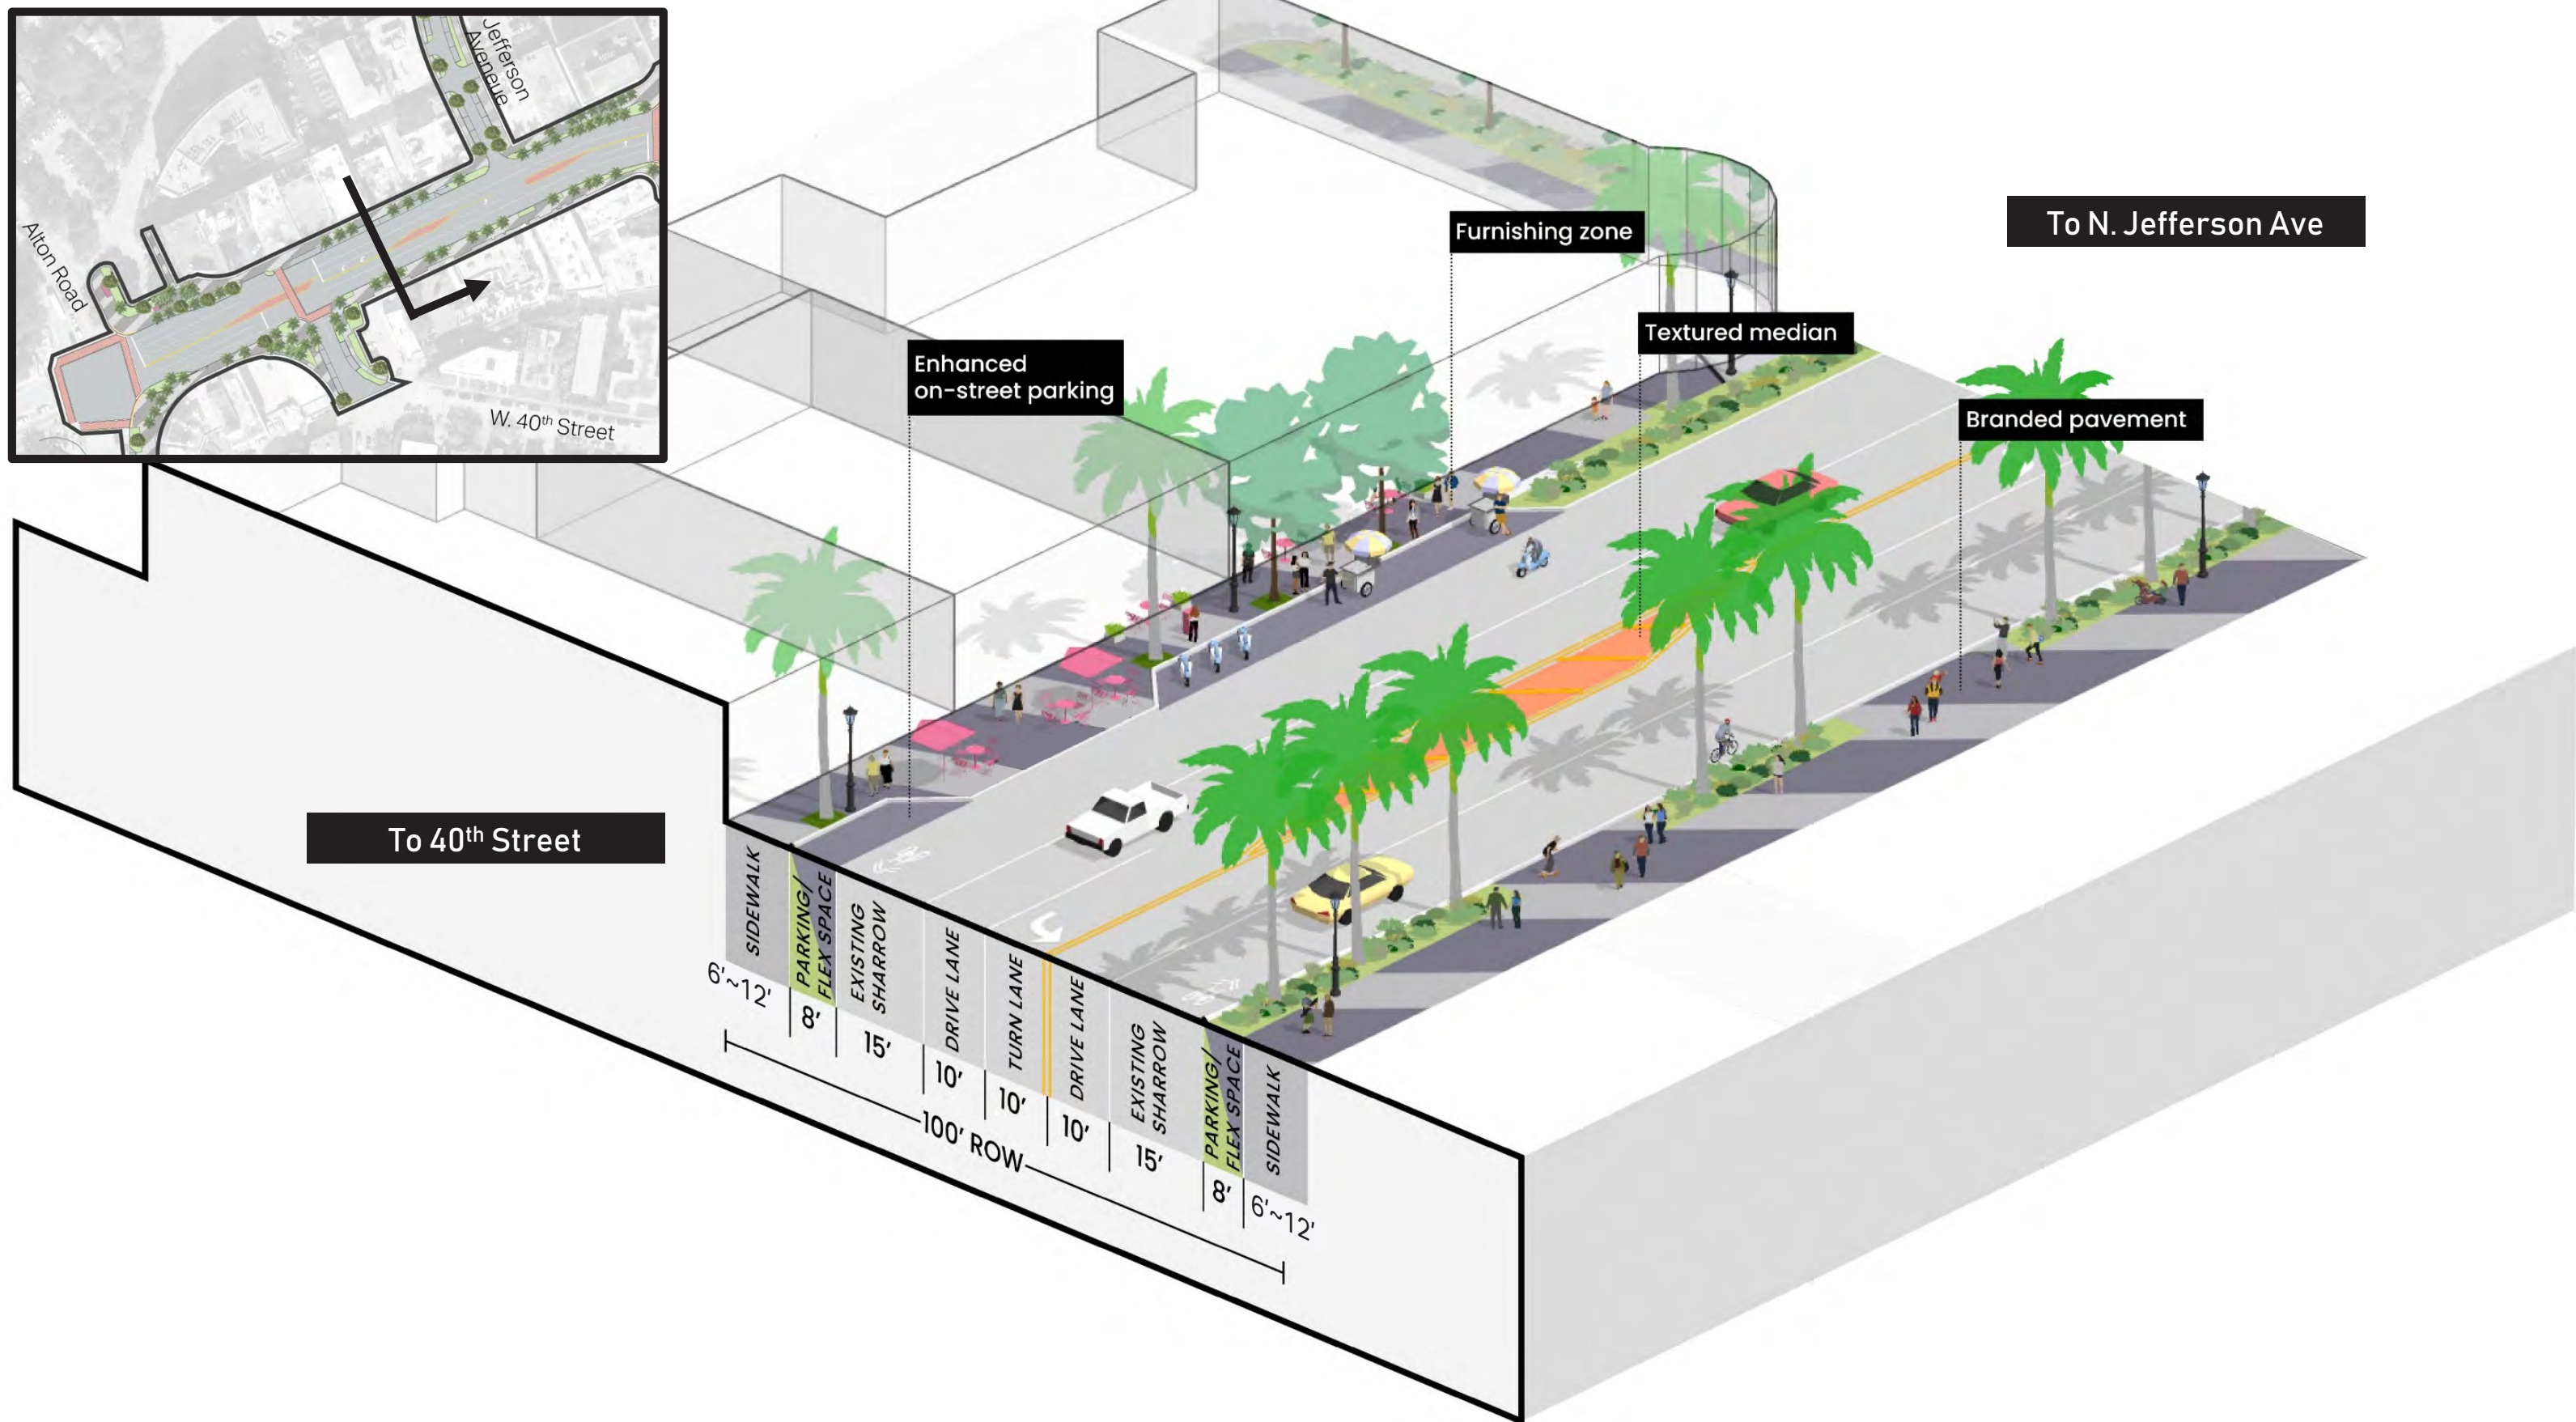 Jefferson
Aveneue
Alton Road
W. 40th Street
Furnishing zone
To N. Jefferson Ave
Textured median
Enhanced
on-street parking
Branded pavement
To 40th Street
SIDEWALK
PARKING/
FLEX SPACE
EXISTING
SHARROW
DRIVE LANE
TURN LANE
DRIVE LANE
EXISTING
SHARROW
PARKING/
FLEX SPACE
SIDEWALK
6'~12'
8'
15'
10'
10'
10'
15'
8'
6'~12'
100' ROW